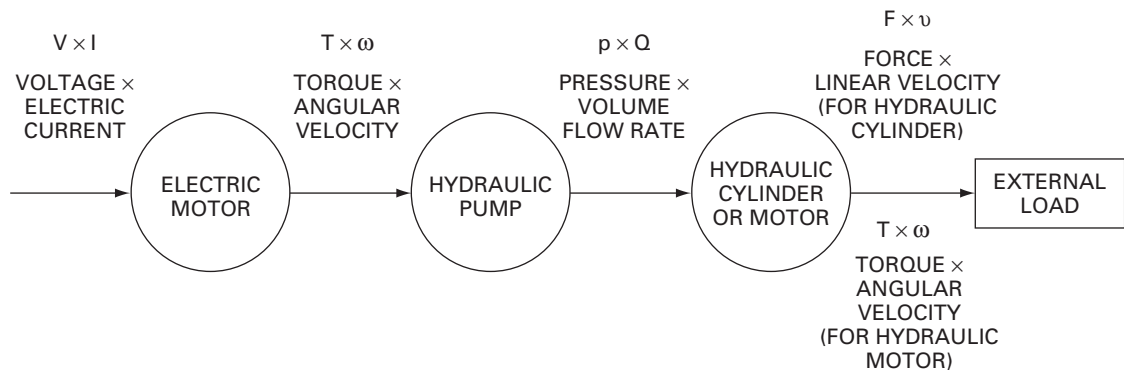 V × I
VOLTAGE ×
ELECTRIC
CURRENT
ELECTRIC
MOTOR
T × ω
TORQUE ×
ANGULAR
VELOCITY
HYDRAULIC
PUMP
p × Q
PRESSURE ×
VOLUME
FLOW RATE
HYDRAULIC
CYLINDER
OR MOTOR
F × υ
FORCE ×
LINEAR VELOCITY
(FOR HYDRAULIC
CYLINDER)
T × ω
TORQUE ×
ANGULAR
VELOCITY
(FOR HYDRAULIC
MOTOR)
EXTERNAL
LOAD